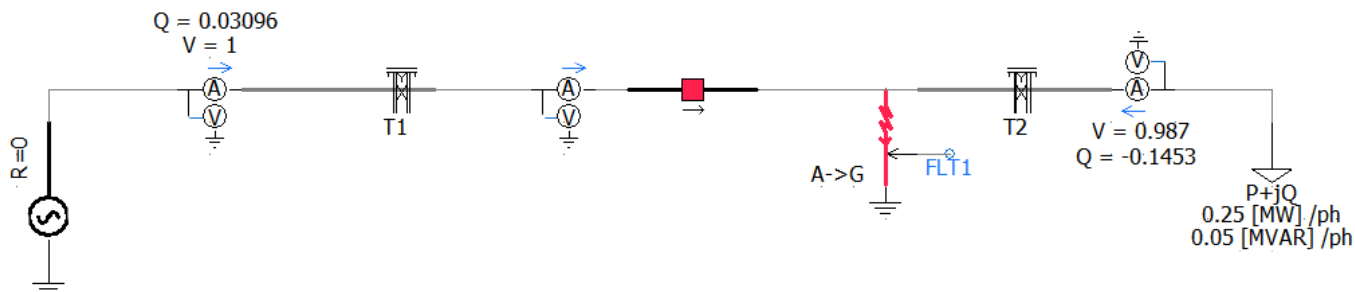 Q = 0.03096
V = 1
A
V
T1
A
V
R =0
A->G
FLT1
T2
V
A
V = 0.987
Q = -0.1453
P+jQ
0.25 [MW] /ph
0.05 [MVAR] /ph